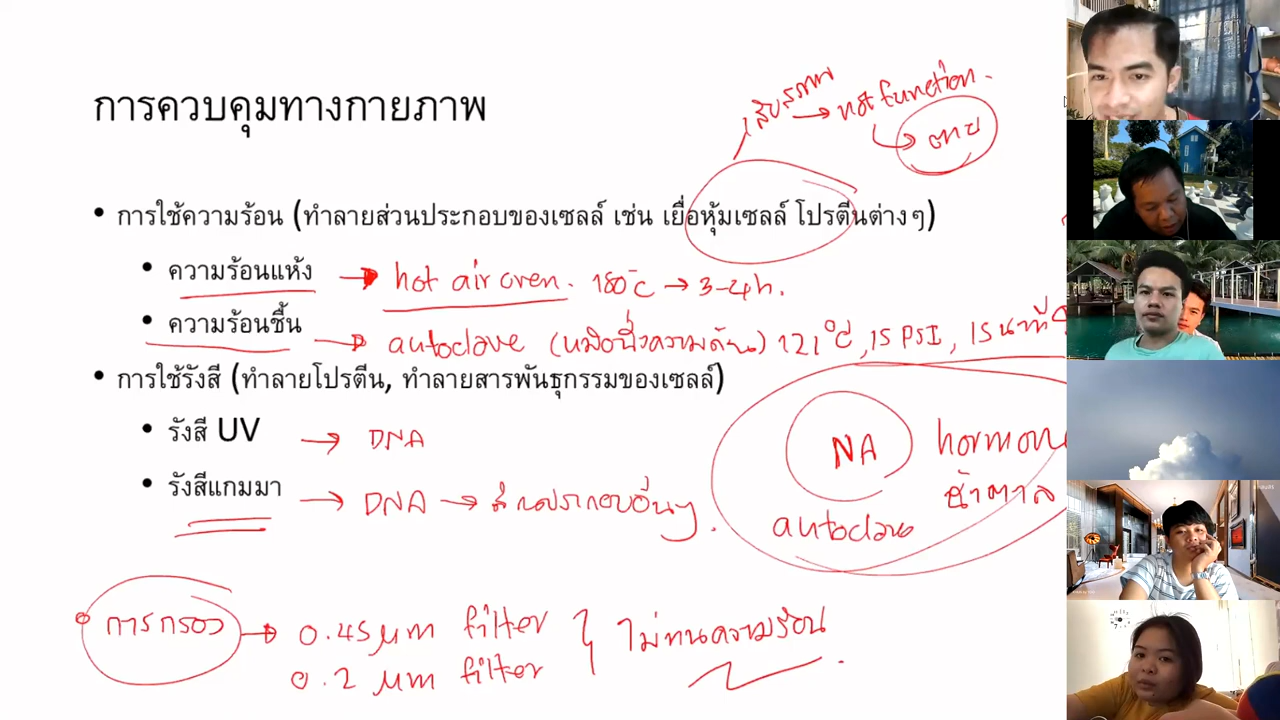 การควบคุมทางกายภาพ
เสียสภาพ → not function.
ตาย
• การใช้ความร้อน (ทำลายส่วนประกอบของเซลล์ เช่น เยื่อหุ้มเซลล์ โปรตีนต่างๆ)
• ความร้อนแห้ง → hot air oven. 180°C → 3-4h.
• ความร้อนชื้น → autoclave (หม้อนึ่งความดัน) 121°C, 15 PSI, 15 นาที
• การใช้รังสี (ทำลายโปรตีน, ทำลายสารพันธุกรรมของเซลล์)
• รังสี UV → DNA
NA hormone
• รังสีแกมมา → DNA → ส่วนประกอบอื่นๆ.
น้ำตาล
autoclave
การกรอง → 0.45 µm filter
0.2 µm filter
ไม่ทนความร้อน